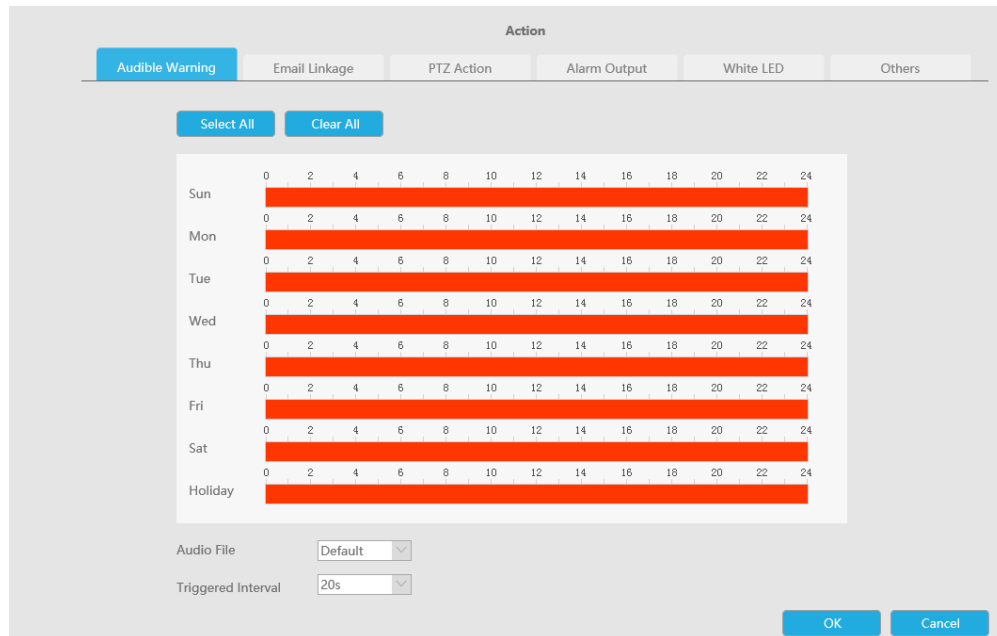 Action
Audible Warning Email Linkage PTZ Action Alarm Output White LED Others
Select All Clear All
0 2 4 6 8 10 12 14 16 18 20 22 24
Sun
0 2 4 6 8 10 12 14 16 18 20 22 24
Mon
0 2 4 6 8 10 12 14 16 18 20 22 24
Tue
0 2 4 6 8 10 12 14 16 18 20 22 24
Wed
0 2 4 6 8 10 12 14 16 18 20 22 24
Thu
0 2 4 6 8 10 12 14 16 18 20 22 24
Fri
0 2 4 6 8 10 12 14 16 18 20 22 24
Sat
0 2 4 6 8 10 12 14 16 18 20 22 24
Holiday
Audio File Default
Triggered Interval 20s
OK Cancel